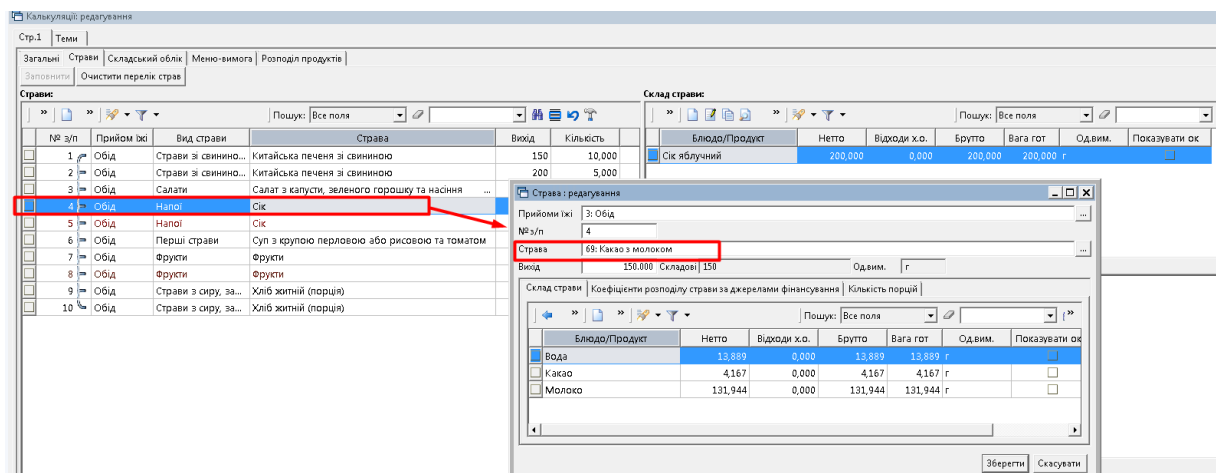 Калькуляції: редагування
Стр.1 Теми
Загальні Страви Складський облік Меню-вимога Розподіл продуктів
Заповнити Очистити перелік страв
Страви:
Пошук: Все поля
№ з/п Прийом їжі Вид страви Страва Вихід Кількість
1 Обід Страви зі свинино... Китайська печеня зі свининою 150 10,000
2 Обід Страви зі свинино... Китайська печеня зі свининою 200 5,000
3 Обід Салати Салат з капусти, зеленого горошку та насіння ...
4 Обід Напої Сік
5 Обід Напої Сік
6 Обід Перші страви Суп з крупою перловою або рисовою та томатом
7 Обід Фрукти Фрукти
8 Обід Фрукти Фрукти
9 Обід Страви з сиру, за... Хліб житній (порція)
10 Обід Страви з сиру, за... Хліб житній (порція)
Склад страви:
Пошук: Все поля
Блюдо/Продукт Нетто Відходи х.о. Брутто Вага гот Од.вим. Показувати ок
Сік яблучний 200,000 0,000 200,000 200,000 г
Страва : редагування
Прийоми їжі 3: Обід ...
№ з/п 4
Страва 69: Какао з молоком ...
Вихід 150.000 Складові 150 Од.вим. г
Склад страви Коефіцієнти розподілу страви за джерелами фінансування Кількість порцій
Пошук: Все поля
Блюдо/Продукт Нетто Відходи х.о. Брутто Вага гот Од.вим. Показувати ок
Вода 13,889 0,000 13,889 13,889 г
Какао 4,167 0,000 4,167 4,167 г
Молоко 131,944 0,000 131,944 131,944 г
Зберегти Скасувати